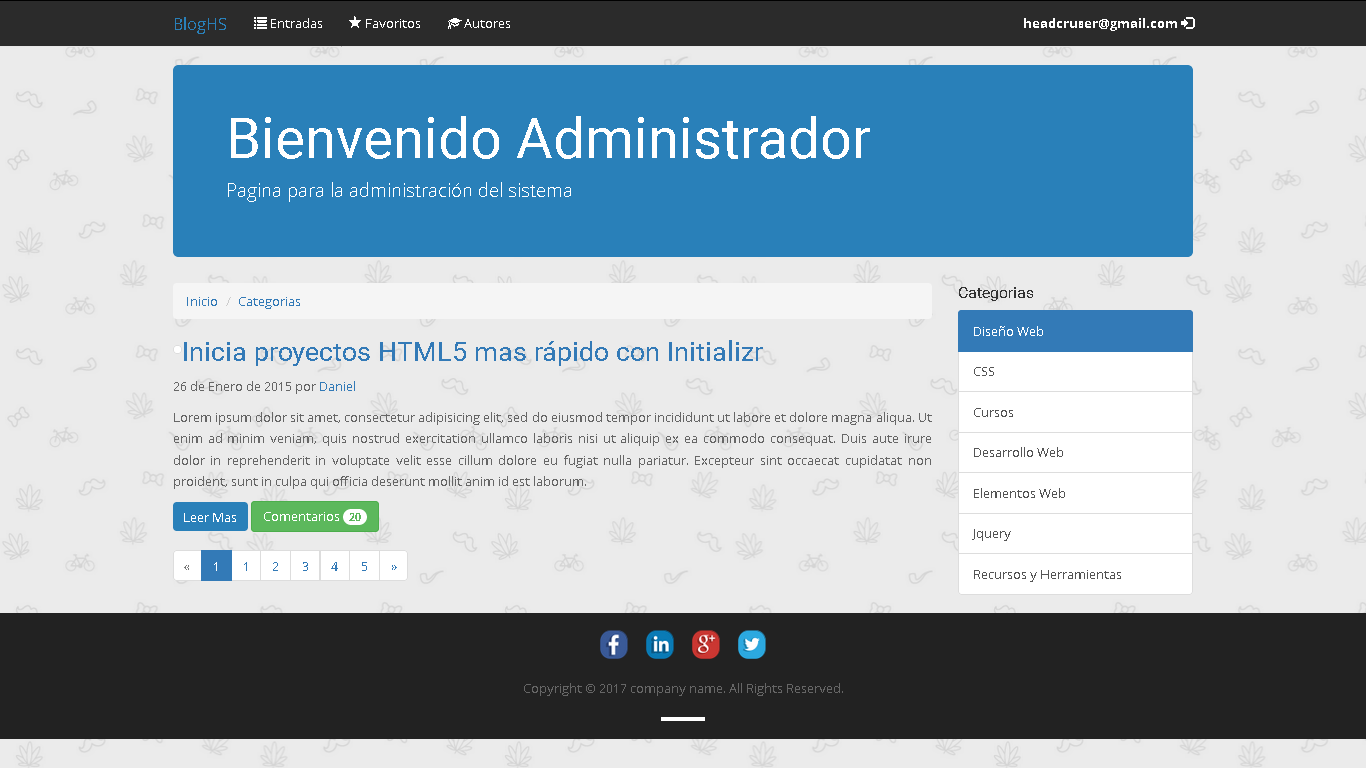 BlogHS Entradas Favoritos Autores headcruser@gmail.com
Bienvenido Administrador
Pagina para la administración del sistema
Inicio / Categorias
Inicia proyectos HTML5 mas rápido con Initializr
26 de Enero de 2015 por Daniel
Lorem ipsum dolor sit amet, consectetur adipisicing elit, sed do eiusmod tempor incididunt ut labore et dolore magna aliqua. Ut
enim ad minim veniam, quis nostrud exercitation ullamco laboris nisi ut aliquip ex ea commodo consequat. Duis aute irure
dolor in reprehenderit in voluptate velit esse cillum dolore eu fugiat nulla pariatur. Excepteur sint occaecat cupidatat non
proident, sunt in culpa qui officia deserunt mollit anim id est laborum.
Leer Mas Comentarios 20
« 1 1 2 3 4 5 »
Categorias
Diseño Web
CSS
Cursos
Desarrollo Web
Elementos Web
Jquery
Recursos y Herramientas
f in g+
Copyright © 2017 company name. All Rights Reserved.